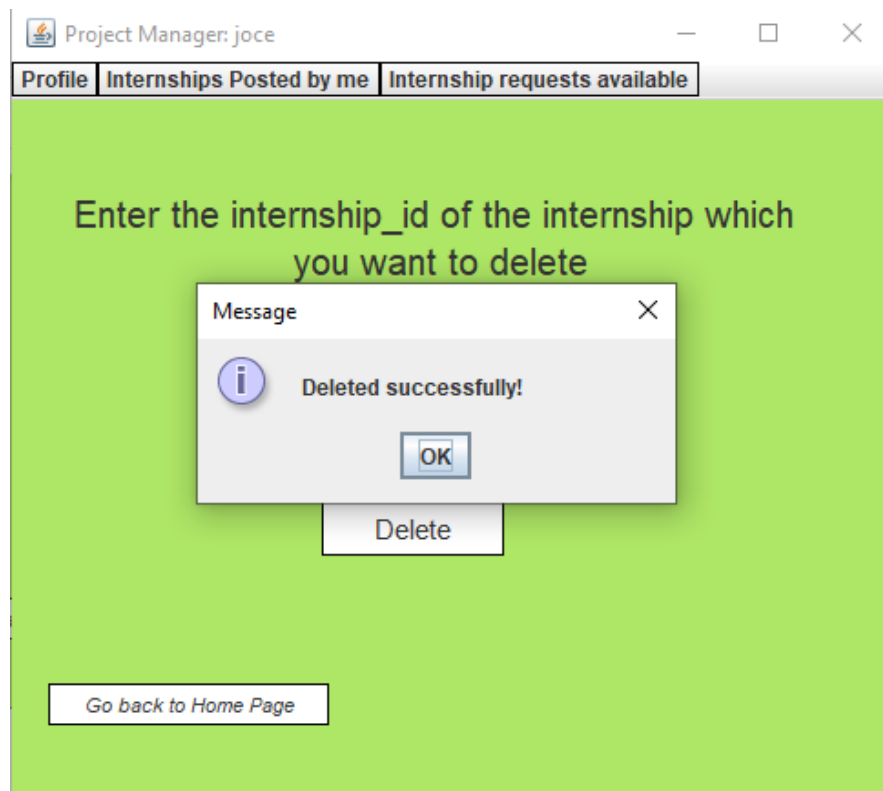 Project Manager: joce
Profile Internships Posted by me Internship requests available
Enter the internship_id of the internship which
you want to delete
Message
i
Deleted successfully!
OK
Delete
Go back to Home Page